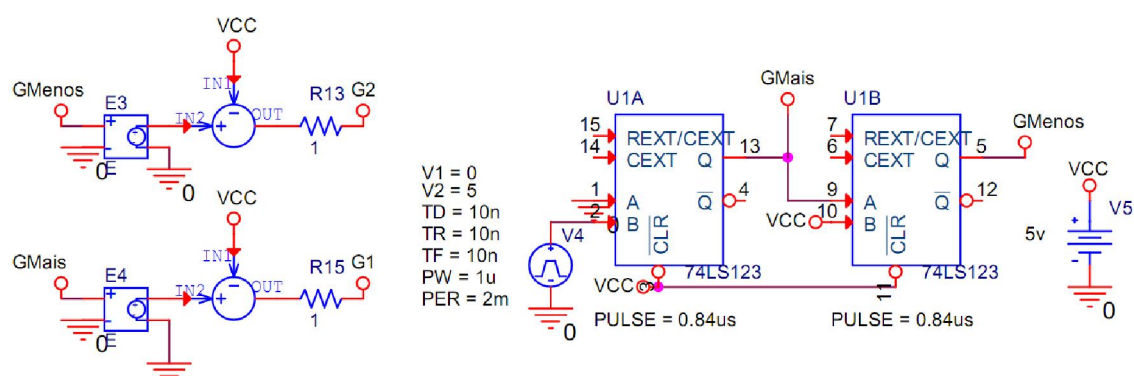 VCC
GMenos
E3
IN1
IN2
OUT
R13
G2
1
E
0
0
VCC
GMais
E4
IN1
IN2
OUT
R15
G1
1
E
0
0
V1 = 0
V2 = 5
TD = 10n
TR = 10n
TF = 10n
PW = 1u
PER = 2m
V4
0
GMais
U1A
15
REXT/CEXT
14
CEXT
Q
13
1
A
Q
4
2
B
0
CLR
3
VCC
74LS123
PULSE = 0.84us
U1B
7
REXT/CEXT
6
CEXT
Q
5
GMenos
9
A
Q
12
VCC
10
B
CLR
11
74LS123
PULSE = 0.84us
VCC
V5
5v
+
-
0